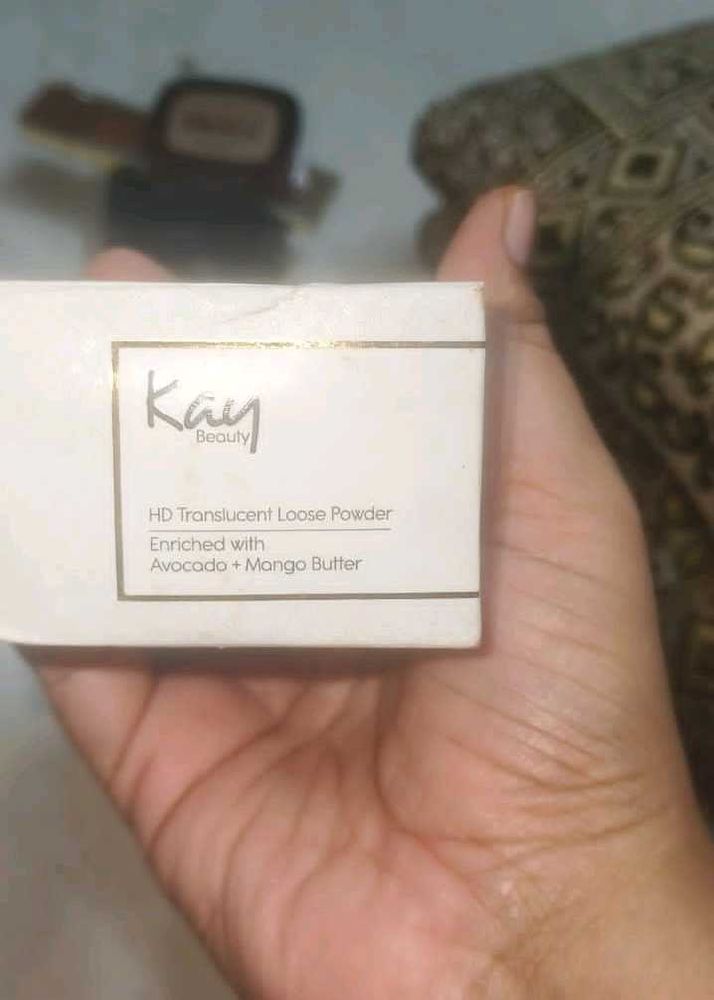 Kay
Beauty
HD Translucent Loose Powder
Enriched with
Avocado + Mango Butter